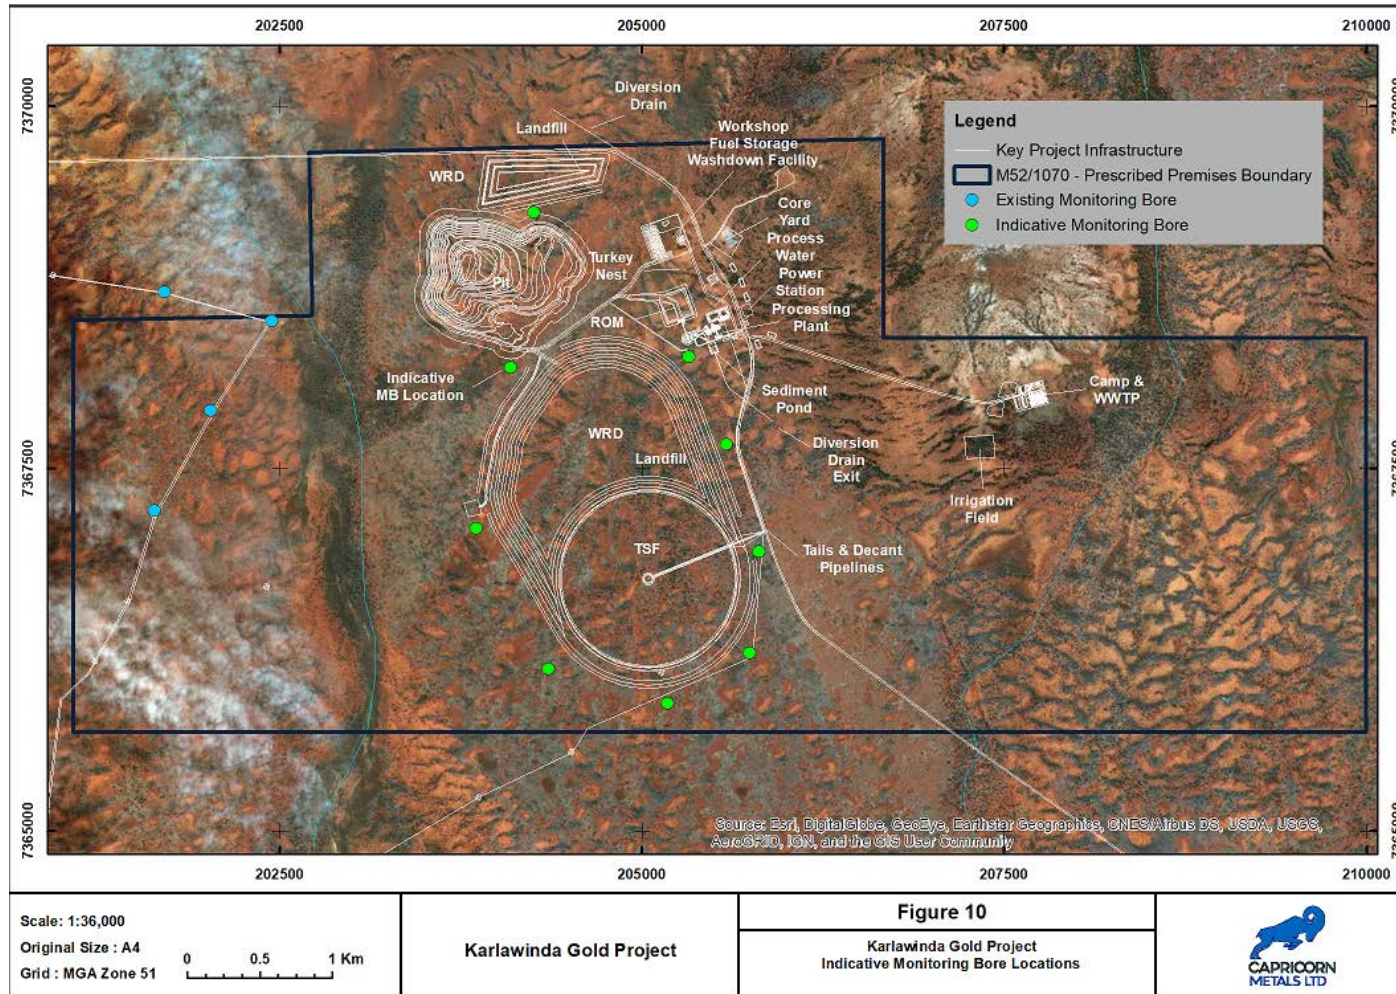 202500
205000
207500
210000
7370000
7370000
Diversion
Drain
Landfill
Workshop
Fuel Storage
Washdown Facility
WRD
Legend
Key Project Infrastructure
M52/1070 - Prescribed Premises Boundary
Existing Monitoring Bore
Indicative Monitoring Bore
Core
Yard
Process
Water
Power
Station
Processing
Plant
Turkey
Nest
Pit
ROM
Indicative
MB Location
Sediment
Pond
Camp &
WWTP
WRD
Landfill
Diversion
Drain
Exit
7367500
7367500
Irrigation
Field
TSF
Tails & Decant
Pipelines
7365000
7365000
Source: Esri, DigitalGlobe, GeoEye, Earthstar Geographics, CNES/Airbus DS, USDA, USGS,
AeroGRID, IGN, and the GIS User Community
202500
205000
207500
210000
Scale: 1:36,000
Original Size : A4
Grid : MGA Zone 51
0 0.5 1 Km
Karlawinda Gold Project
Figure 10
Karlawinda Gold Project
Indicative Monitoring Bore Locations
CAPRICORN
METALS LTD